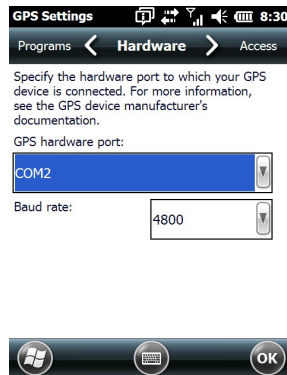 GPS Settings 8:30
Programs Hardware Access
Specify the hardware port to which your GPS
device is connected. For more information,
see the GPS device manufacturer's
documentation.
GPS hardware port:
COM2
Baud rate: 4800
OK